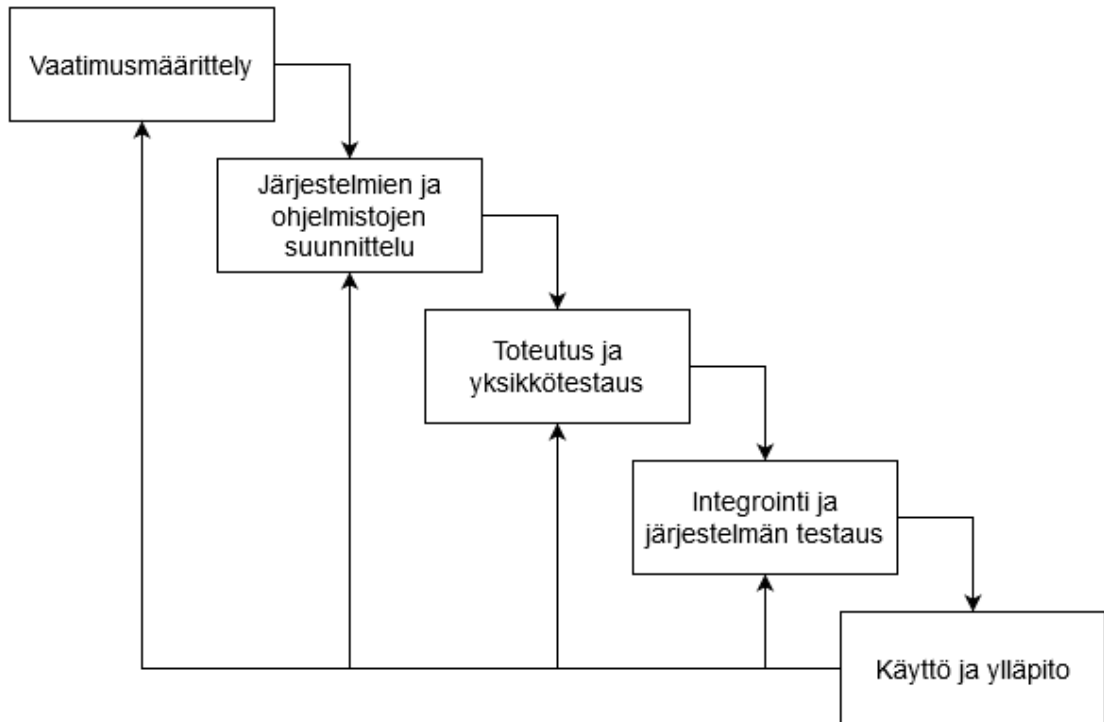 Vaatimusmäärittely
Järjestelmien ja
ohjelmistojen
suunnittelu
Toteutus ja
yksikkötestaus
Integrointi ja
järjestelmän testaus
Käyttö ja ylläpito